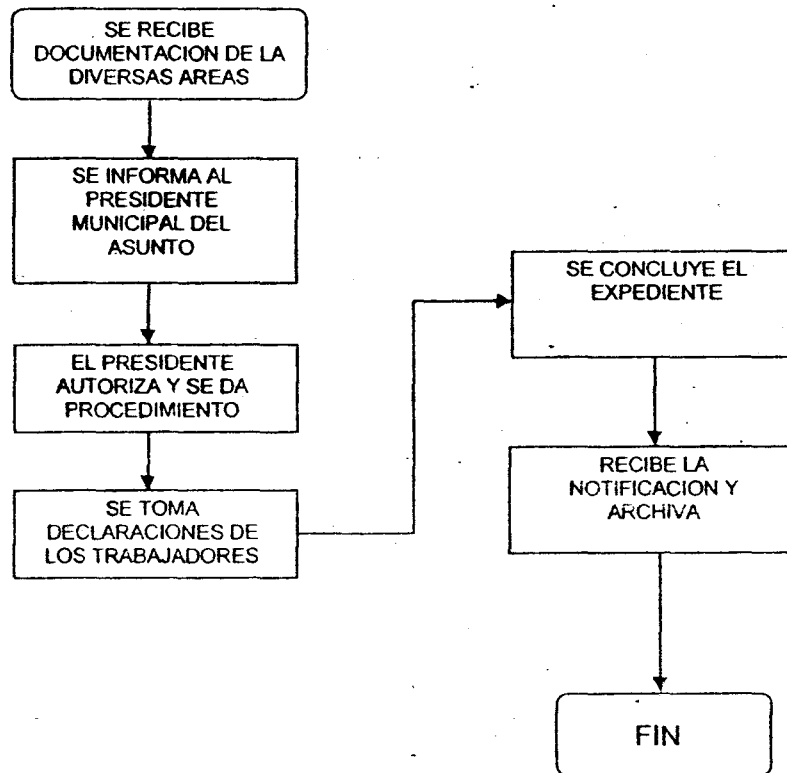 SE RECIBE
DOCUMENTACION DE LA
DIVERSAS AREAS
SE INFORMA AL
PRESIDENTE
MUNICIPAL DEL
ASUNTO
EL PRESIDENTE
AUTORIZA Y SE DA
PROCEDIMIENTO
SE TOMA
DECLARACIONES DE
LOS TRABAJADORES
SE CONCLUYE EL
EXPEDIENTE
RECIBE LA
NOTIFICACION Y
ARCHIVA
FIN